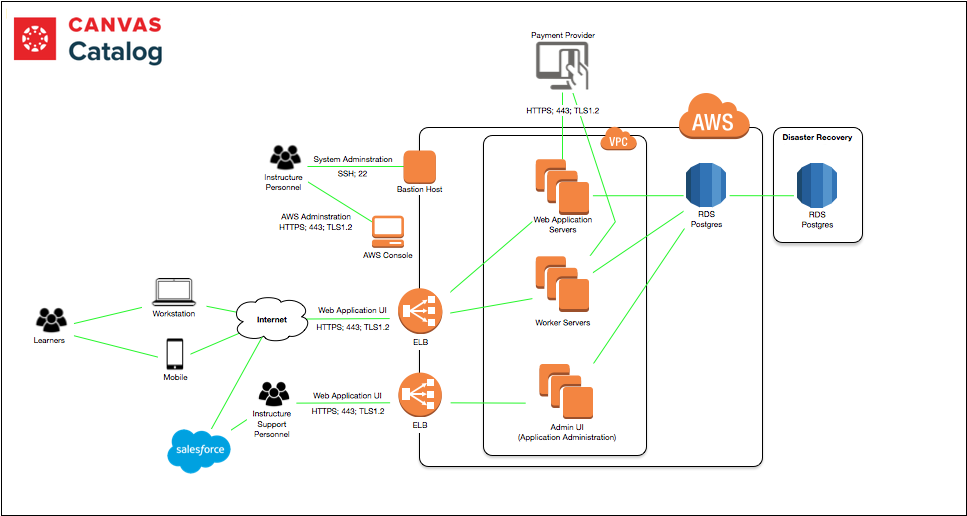 CANVAS
Catalog
Payment Provider
HTTPS; 443; TLS1.2
AWS
VPC
Disaster Recovery
System Adminstration
SSH; 22
Instructure
Personnel
Bastion Host
AWS Adminstration
HTTPS; 443; TLS1.2
AWS Console
Web Application
Servers
RDS
Postgres
RDS
Postgres
Workstation
Learners
Mobile
Internet
Web Application UI
HTTPS; 443; TLS1.2
ELB
Worker Servers
Web Application UI
HTTPS; 443; TLS1.2
Instructure
Support
Personnel
ELB
Admin UI
(Application Administration)
salesforce